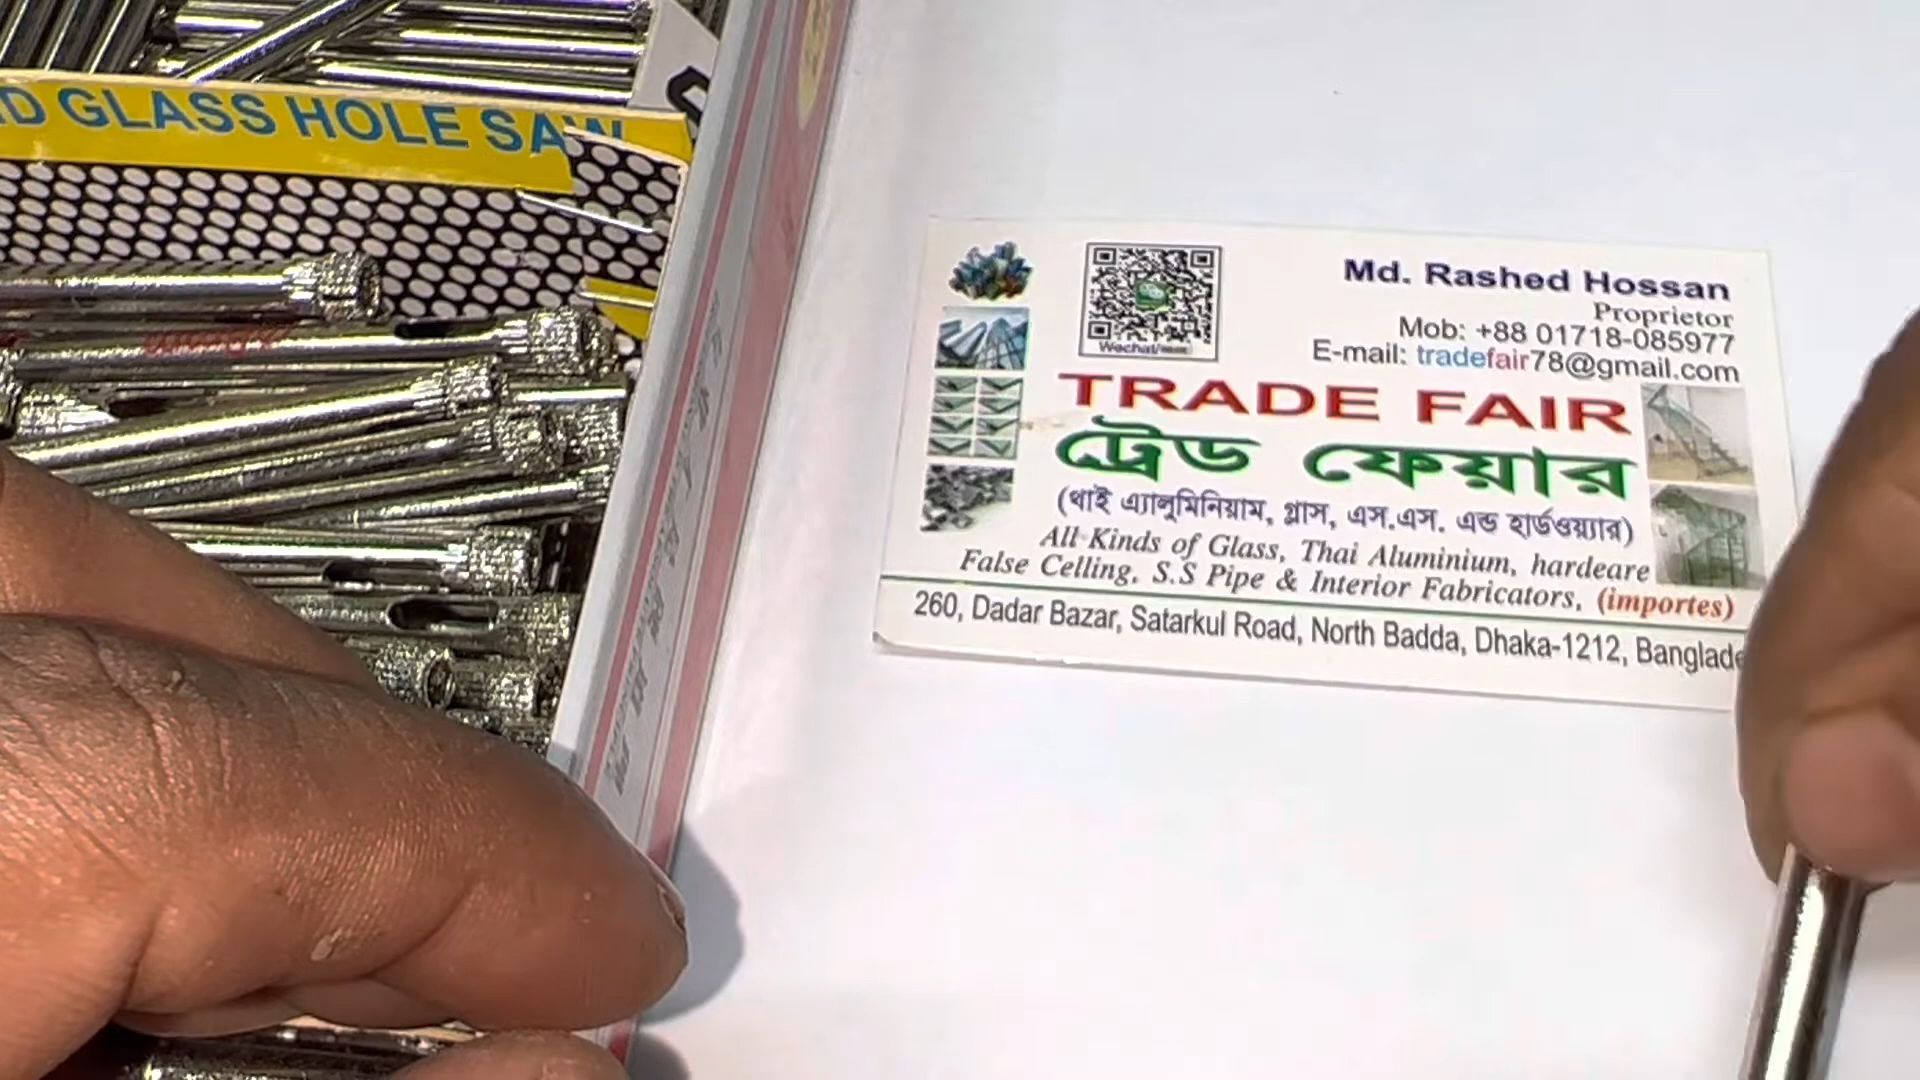 D GLASS HOLE SAW
Md. Rashed Hossan
Proprietor
Mob: +88 01718-085977
E-mail: tradefair78@gmail.com
Wechat/
TRADE FAIR
ট্রেড ফেয়ার
(থাই এ্যালুমিনিয়াম, গ্লাস, এস.এস. এন্ড হার্ডওয়্যার)
All Kinds of Glass, Thai Aluminium, hardeare
False Celling, S.S Pipe & Interior Fabricators, (importes)
260, Dadar Bazar, Satarkul Road, North Badda, Dhaka-1212, Banglade